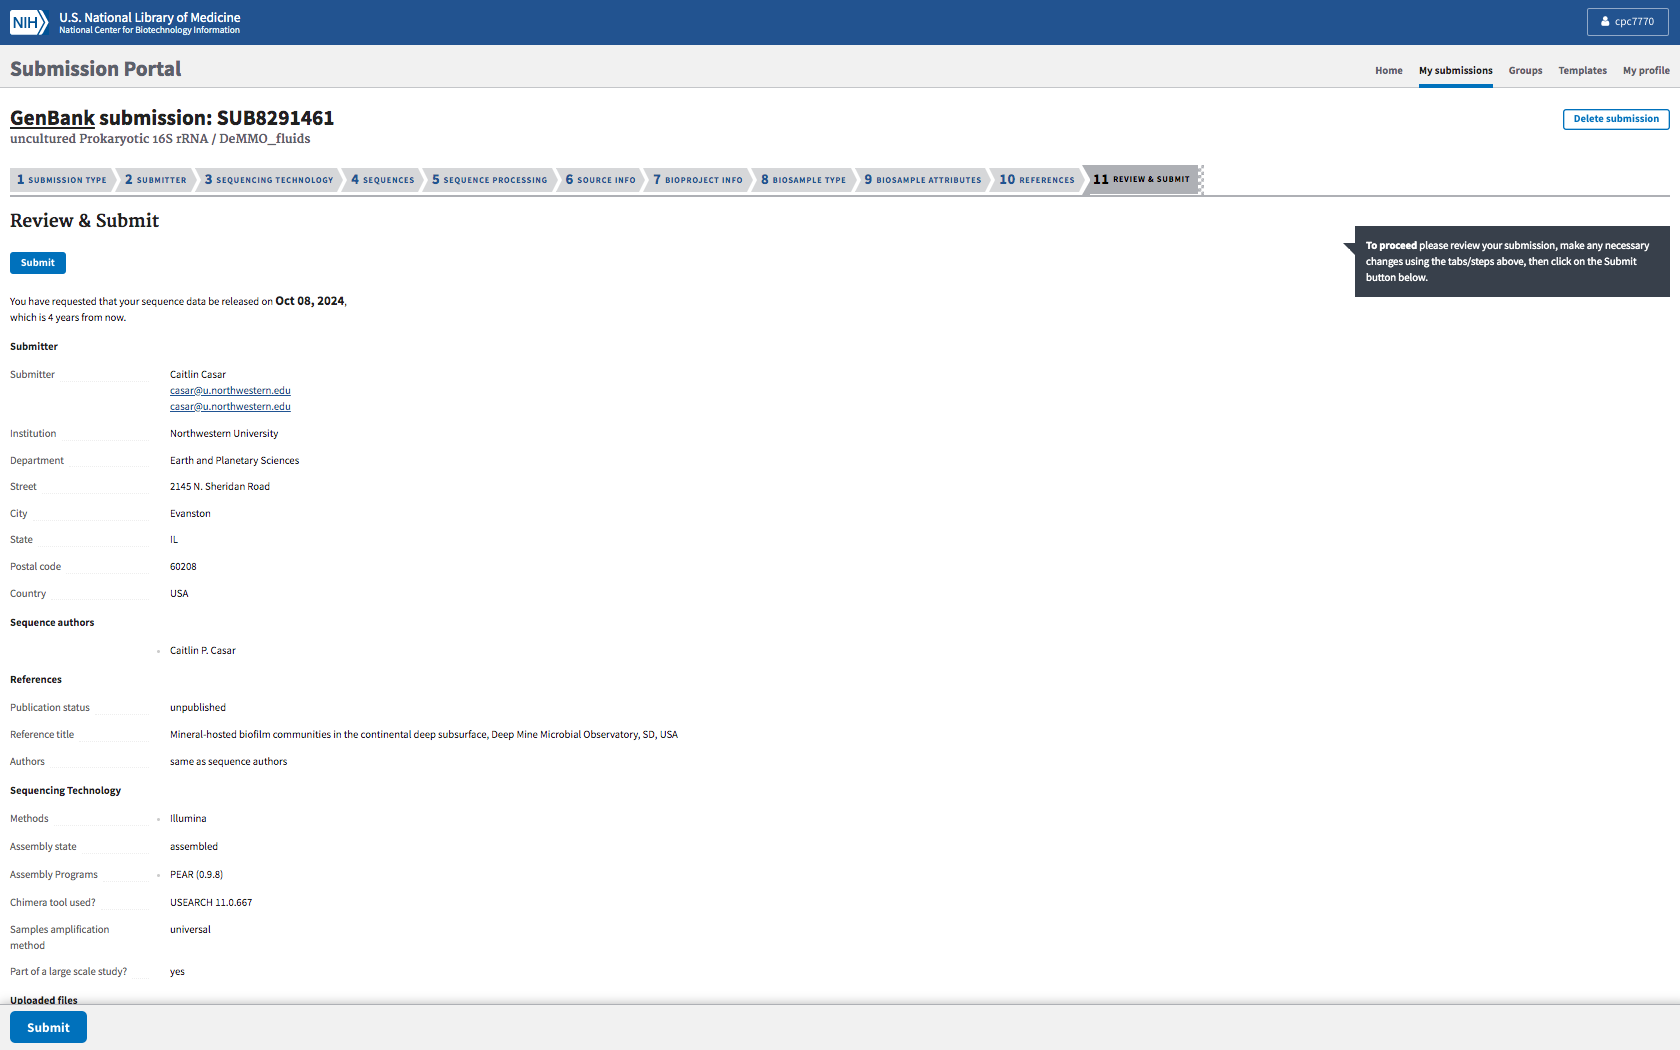 NIH
U.S. National Library of Medicine
National Center for Biotechnology Information
cpc7770
Submission Portal
Home
My submissions
Groups
Templates
My profile
GenBank submission: SUB8291461
uncultured Prokaryotic 16S rRNA / DeMMO_fluids
Delete submission
1 SUBMISSION TYPE
2 SUBMITTER
3 SEQUENCING TECHNOLOGY
4 SEQUENCES
5 SEQUENCE PROCESSING
6 SOURCE INFO
7 BIOPROJECT INFO
8 BIOSAMPLE TYPE
9 BIOSAMPLE ATTRIBUTES
10 REFERENCES
11 REVIEW & SUBMIT
Review & Submit
To proceed please review your submission, make any necessary
changes using the tabs/steps above, then click on the Submit
button below.
Submit
You have requested that your sequence data be released on Oct 08, 2024,
which is 4 years from now.
Submitter
Submitter
Caitlin Casar
casar@u.northwestern.edu
casar@u.northwestern.edu
Institution
Northwestern University
Department
Earth and Planetary Sciences
Street
2145 N. Sheridan Road
City
Evanston
State
IL
Postal code
60208
Country
USA
Sequence authors
Caitlin P. Casar
References
Publication status
unpublished
Reference title
Mineral-hosted biofilm communities in the continental deep subsurface, Deep Mine Microbial Observatory, SD, USA
Authors
same as sequence authors
Sequencing Technology
Methods
Illumina
Assembly state
assembled
Assembly Programs
PEAR (0.9.8)
Chimera tool used?
USEARCH 11.0.667
Samples amplification
method
universal
Part of a large scale study?
yes
Uploaded files
Submit